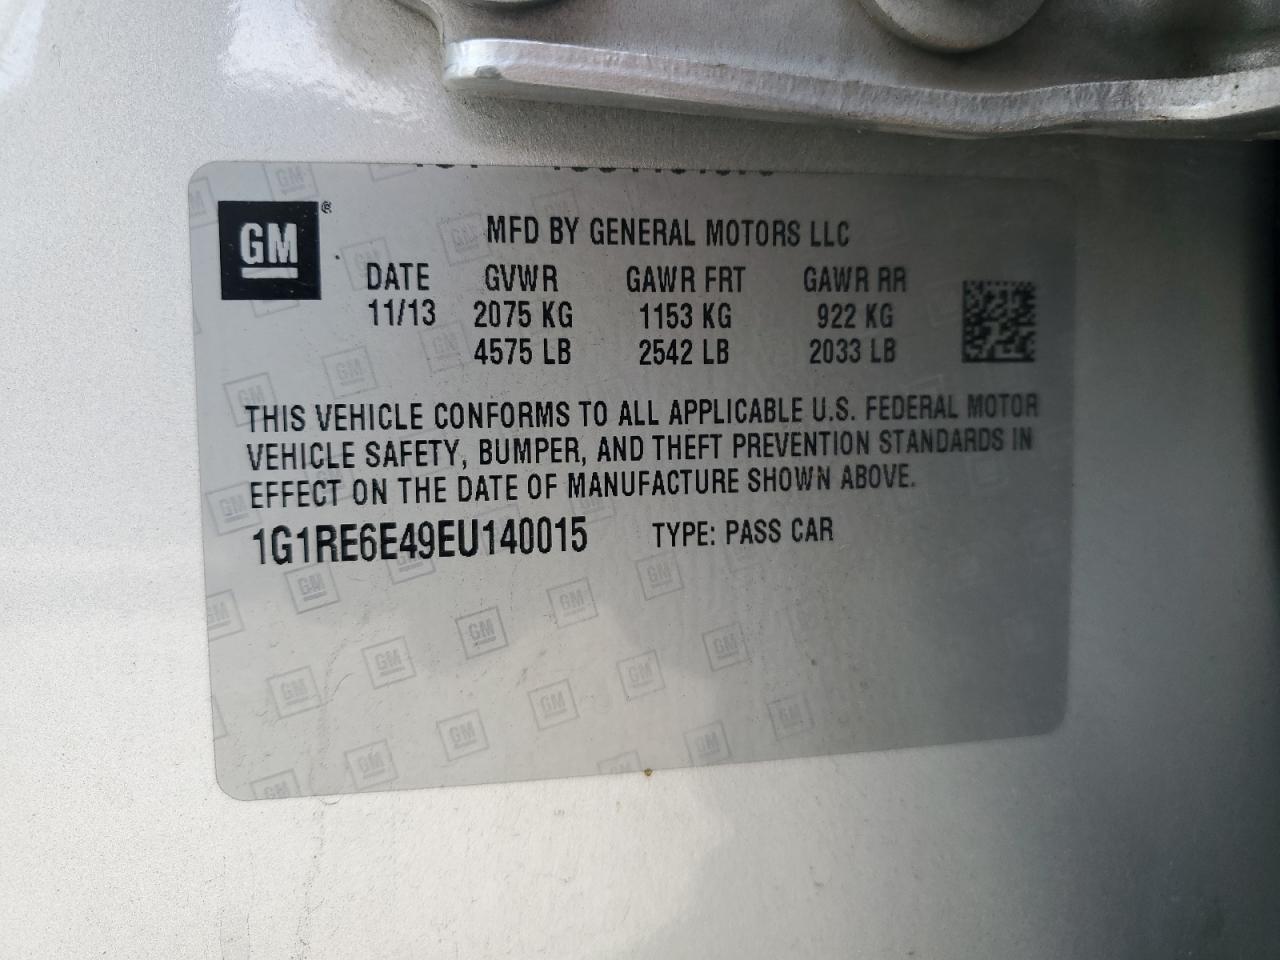 GM ®
MFD BY GENERAL MOTORS LLC
DATE GVWR GAWR FRT GAWR RR
11/13 2075 KG 1153 KG 922 KG
4575 LB 2542 LB 2033 LB
THIS VEHICLE CONFORMS TO ALL APPLICABLE U.S. FEDERAL MOTOR
VEHICLE SAFETY, BUMPER, AND THEFT PREVENTION STANDARDS IN
EFFECT ON THE DATE OF MANUFACTURE SHOWN ABOVE.
1G1RE6E49EU140015 TYPE: PASS CAR